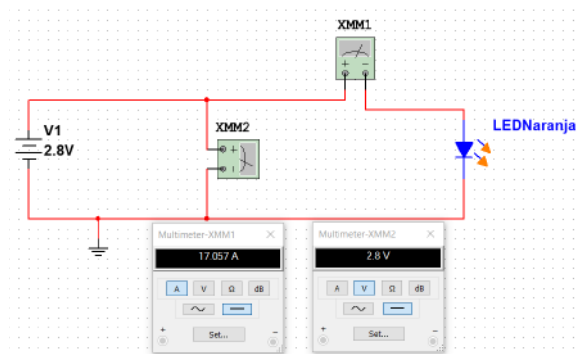 XMM1
LEDNaranja
V1
2.8V
XMM2
Multimeter-XMM1
17.057 A
A V Ω dB
Set...
Multimeter-XMM2
2.8 V
A V Ω dB
Set...